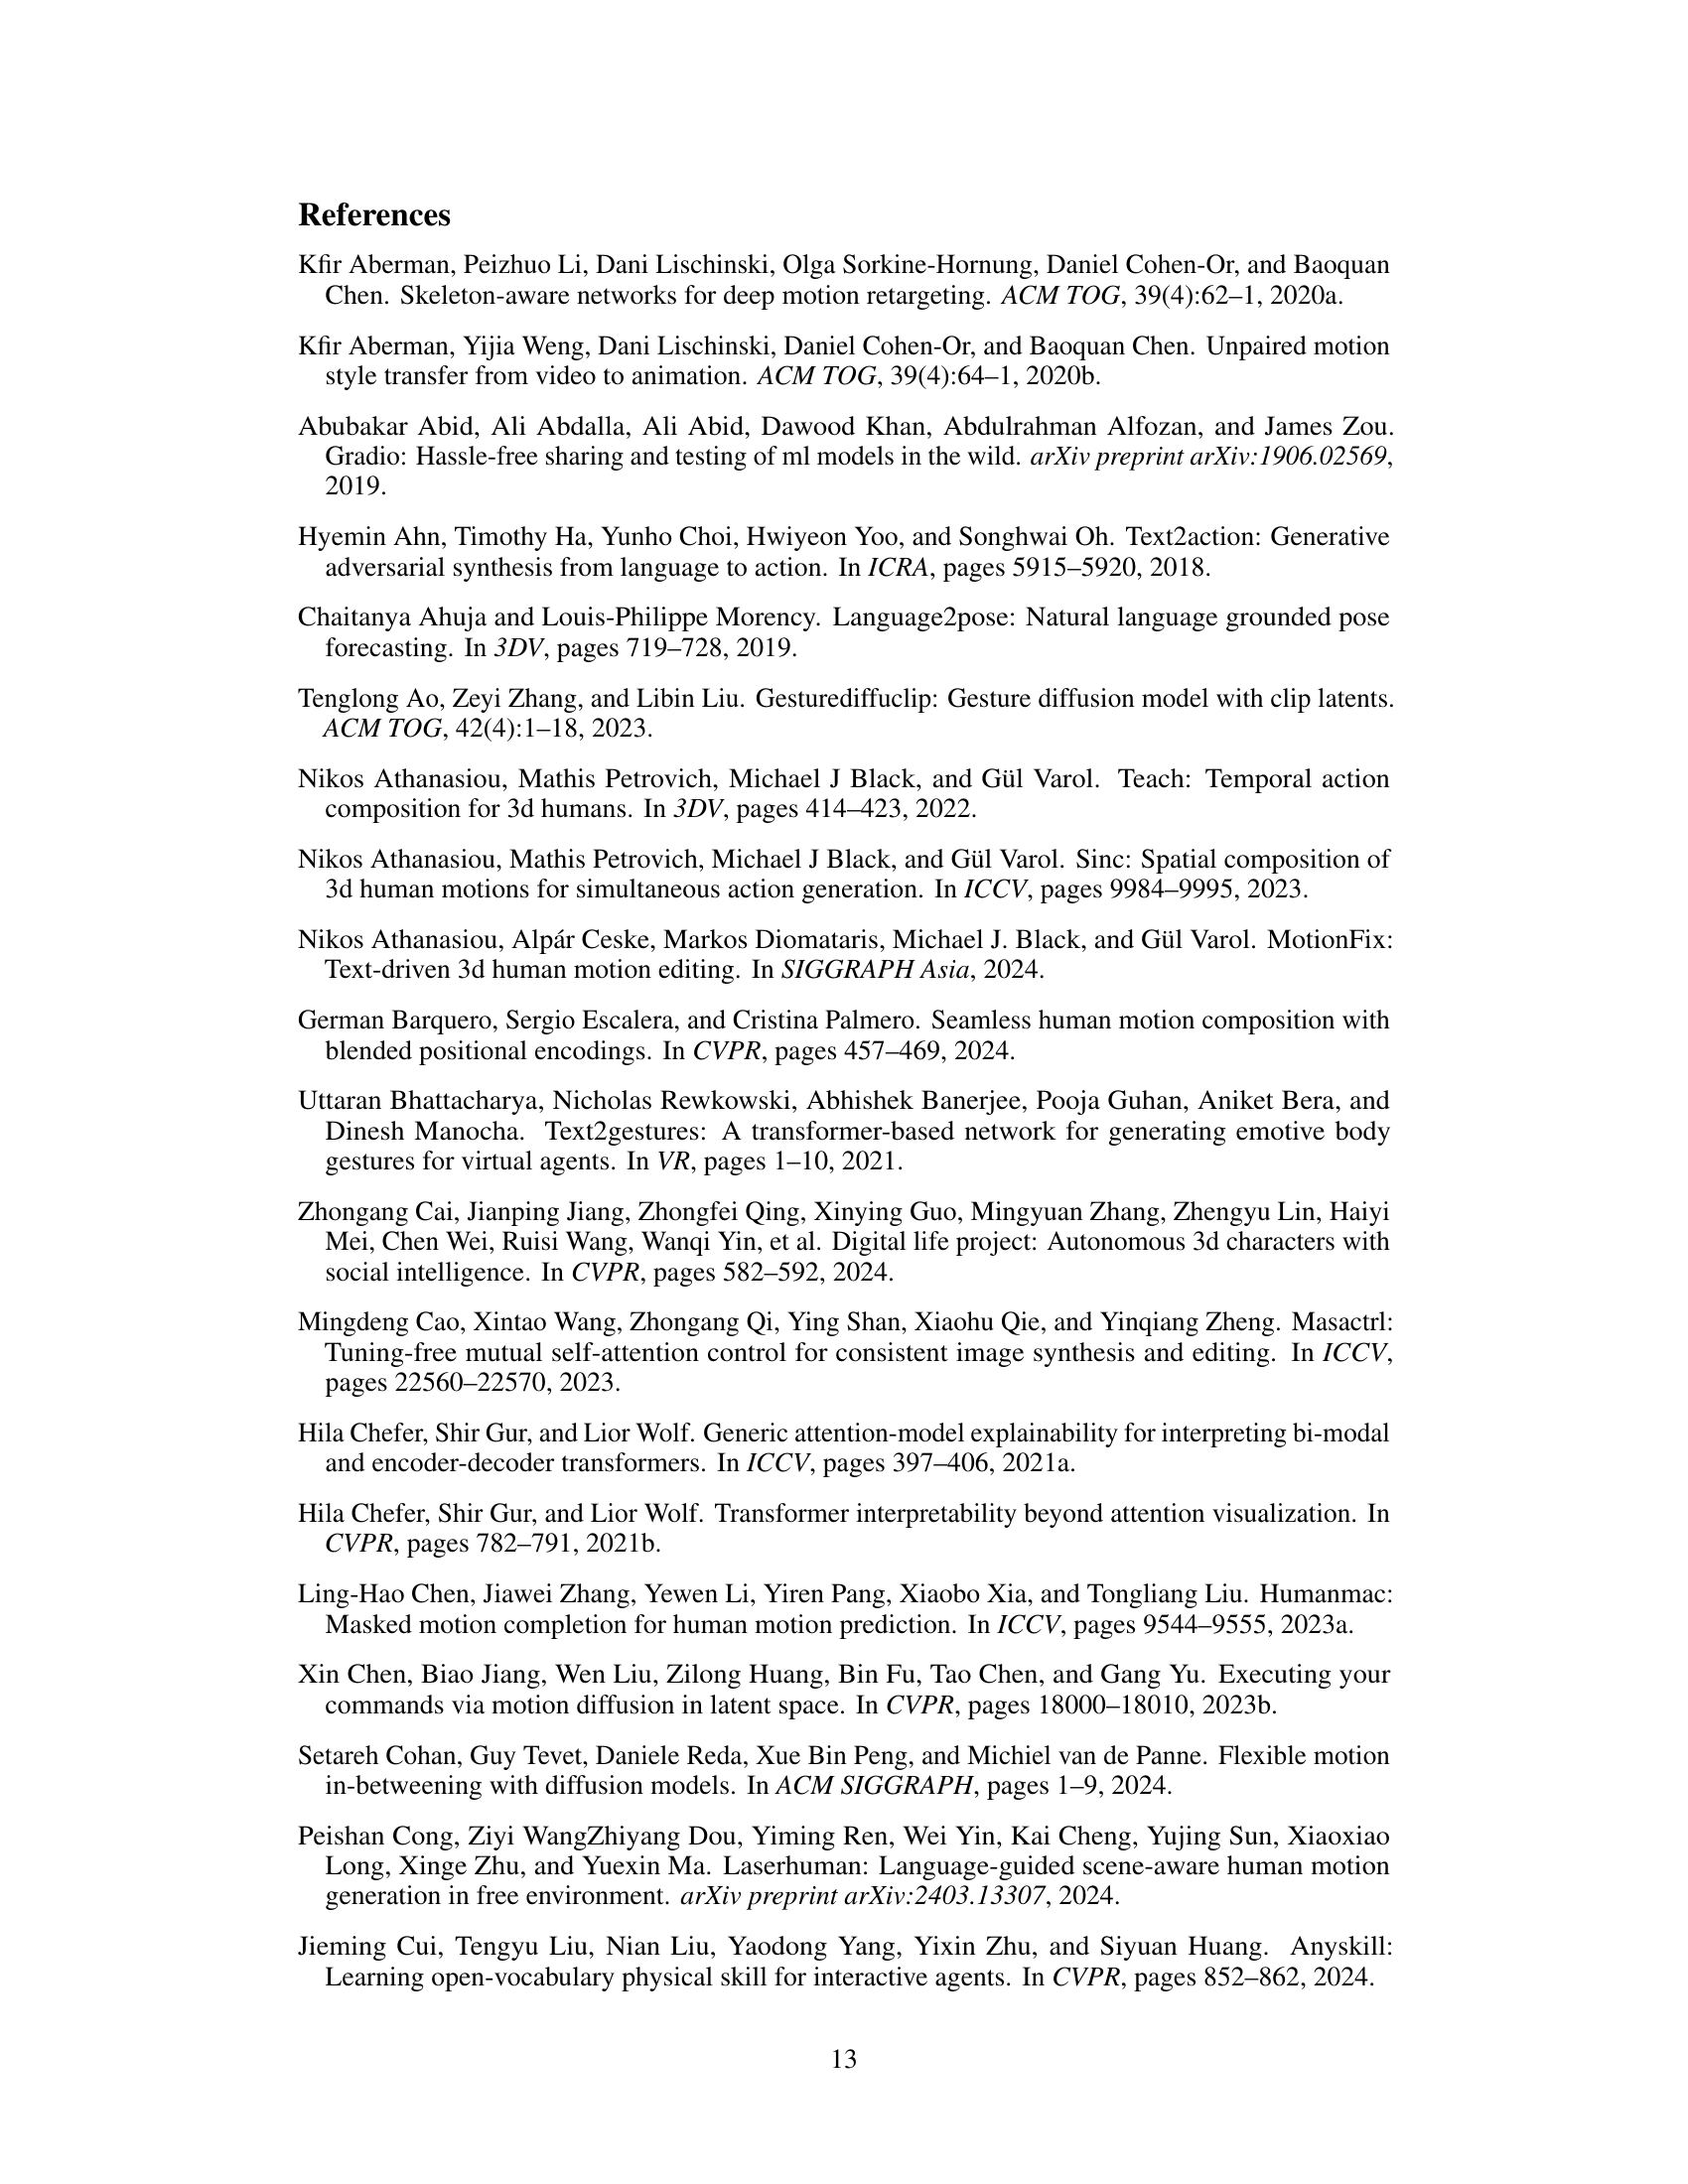 References
Kfir Aberman, Peizhuo Li, Dani Lischinski, Olga Sorkine-Hornung, Daniel Cohen-Or, and Baoquan
Chen. Skeleton-aware networks for deep motion retargeting. ACM TOG, 39(4):62–1, 2020a.
Kfir Aberman, Yijia Weng, Dani Lischinski, Daniel Cohen-Or, and Baoquan Chen. Unpaired motion
style transfer from video to animation. ACM TOG, 39(4):64–1, 2020b.
Abubakar Abid, Ali Abdalla, Ali Abid, Dawood Khan, Abdulrahman Alfozan, and James Zou.
Gradio: Hassle-free sharing and testing of ml models in the wild. arXiv preprint arXiv:1906.02569,
2019.
Hyemin Ahn, Timothy Ha, Yunho Choi, Hwiyeon Yoo, and Songhwai Oh. Text2action: Generative
adversarial synthesis from language to action. In ICRA, pages 5915–5920, 2018.
Chaitanya Ahuja and Louis-Philippe Morency. Language2pose: Natural language grounded pose
forecasting. In 3DV, pages 719–728, 2019.
Tenglong Ao, Zeyi Zhang, and Libin Liu. Gesturediffuclip: Gesture diffusion model with clip latents.
ACM TOG, 42(4):1–18, 2023.
Nikos Athanasiou, Mathis Petrovich, Michael J Black, and Gül Varol. Teach: Temporal action
composition for 3d humans. In 3DV, pages 414–423, 2022.
Nikos Athanasiou, Mathis Petrovich, Michael J Black, and Gül Varol. Sinc: Spatial composition of
3d human motions for simultaneous action generation. In ICCV, pages 9984–9995, 2023.
Nikos Athanasiou, Alpár Ceske, Markos Diomataris, Michael J. Black, and Gül Varol. MotionFix:
Text-driven 3d human motion editing. In SIGGRAPH Asia, 2024.
German Barquero, Sergio Escalera, and Cristina Palmero. Seamless human motion composition with
blended positional encodings. In CVPR, pages 457–469, 2024.
Uttaran Bhattacharya, Nicholas Rewkowski, Abhishek Banerjee, Pooja Guhan, Aniket Bera, and
Dinesh Manocha. Text2gestures: A transformer-based network for generating emotive body
gestures for virtual agents. In VR, pages 1–10, 2021.
Zhongang Cai, Jianping Jiang, Zhongfei Qing, Xinying Guo, Mingyuan Zhang, Zhengyu Lin, Haiyi
Mei, Chen Wei, Ruisi Wang, Wanqi Yin, et al. Digital life project: Autonomous 3d characters with
social intelligence. In CVPR, pages 582–592, 2024.
Mingdeng Cao, Xintao Wang, Zhongang Qi, Ying Shan, Xiaohu Qie, and Yinqiang Zheng. Masactrl:
Tuning-free mutual self-attention control for consistent image synthesis and editing. In ICCV,
pages 22560–22570, 2023.
Hila Chefer, Shir Gur, and Lior Wolf. Generic attention-model explainability for interpreting bi-modal
and encoder-decoder transformers. In ICCV, pages 397–406, 2021a.
Hila Chefer, Shir Gur, and Lior Wolf. Transformer interpretability beyond attention visualization. In
CVPR, pages 782–791, 2021b.
Ling-Hao Chen, Jiawei Zhang, Yewen Li, Yiren Pang, Xiaobo Xia, and Tongliang Liu. Humanmac:
Masked motion completion for human motion prediction. In ICCV, pages 9544–9555, 2023a.
Xin Chen, Biao Jiang, Wen Liu, Zilong Huang, Bin Fu, Tao Chen, and Gang Yu. Executing your
commands via motion diffusion in latent space. In CVPR, pages 18000–18010, 2023b.
Setareh Cohan, Guy Tevet, Daniele Reda, Xue Bin Peng, and Michiel van de Panne. Flexible motion
in-betweening with diffusion models. In ACM SIGGRAPH, pages 1–9, 2024.
Peishan Cong, Ziyi WangZhiyang Dou, Yiming Ren, Wei Yin, Kai Cheng, Yujing Sun, Xiaoxiao
Long, Xinge Zhu, and Yuexin Ma. Laserhuman: Language-guided scene-aware human motion
generation in free environment. arXiv preprint arXiv:2403.13307, 2024.
Jieming Cui, Tengyu Liu, Nian Liu, Yaodong Yang, Yixin Zhu, and Siyuan Huang. Anyskill:
Learning open-vocabulary physical skill for interactive agents. In CVPR, pages 852–862, 2024.
13